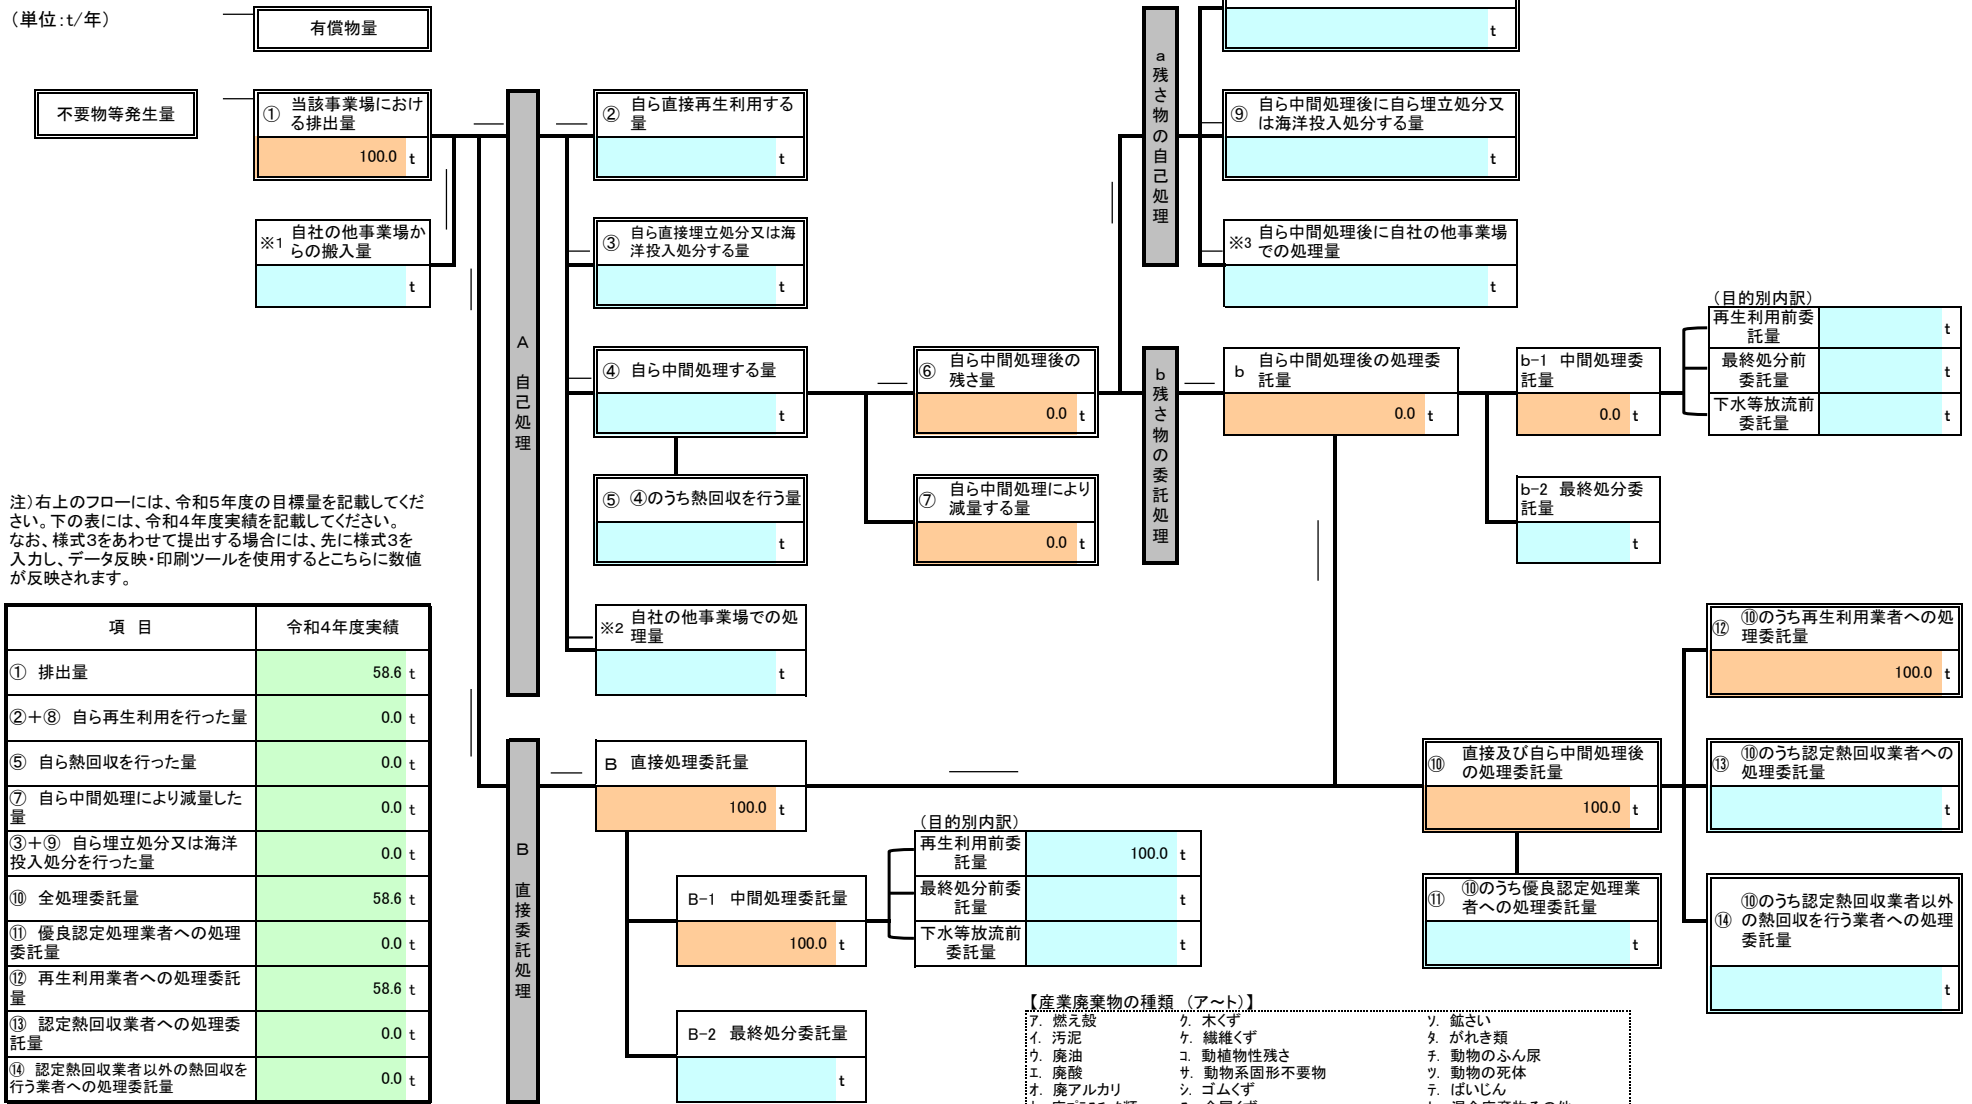 （単位：t/年）
有償物量
t
不要物等発生量
① 当該事業場におけ
る排出量
100.0 t
※1 自社の他事業場か
らの搬入量
t
A 自己処理
② 自ら直接再生利用する
量
t
③ 自ら直接埋立処分又は海
洋投入処分する量
t
④ 自ら中間処理する量
t
⑤ ④のうち熱回収を行う量
t
※2 自社の他事業場での処
理量
t
⑥ 自ら中間処理後の
残さ量
0.0 t
⑦ 自ら中間処理により
減量する量
0.0 t
a 残さ物の自己処理
⑨ 自ら中間処理後に自ら埋立処分又
は海洋投入処分する量
t
※3 自ら中間処理後に自社の他事業場
での処理量
t
b 残さ物の委託処理
b 自ら中間処理後の処理委
託量
0.0 t
b-1 中間処理委
託量
0.0 t
（目的別内訳）
再生利用前委
託量
t
最終処分前
委託量
t
下水等放流前
委託量
t
b-2 最終処分委
託量
t
注）右上のフローには、令和５年度の目標量を記載してくだ
さい。下の表には、令和４年度実績を記載してください。
なお、様式３をあわせて提出する場合には、先に様式３を
入力し、データ反映・印刷ツールを使用するとこちらに数値
が反映されます。
項 目 令和４年度実績
① 排出量 58.6 t
②＋⑧ 自ら再生利用を行った量 0.0 t
⑤ 自ら熱回収を行った量 0.0 t
⑦ 自ら中間処理により減量した
量 0.0 t
③＋⑨ 自ら埋立処分又は海洋
投入処分を行った量 0.0 t
⑩ 全処理委託量 58.6 t
⑪ 優良認定処理業者への処理
委託量 0.0 t
⑫ 再生利用業者への処理委託
量 58.6 t
⑬ 認定熱回収業者への処理委
託量 0.0 t
⑭ 認定熱回収業者以外の熱回収を
行う業者への処理委託量 0.0 t
B 直接委託処理
B 直接処理委託量
100.0 t
B-1 中間処理委託量
100.0 t
B-2 最終処分委託量
t
（目的別内訳）
再生利用前委
託量
100.0 t
最終処分前委
託量
t
下水等放流前
委託量
t
⑩ 直接及び自ら中間処理後
の処理委託量
100.0 t
⑪ ⑩のうち優良認定処理業
者への処理委託量
t
⑫ ⑩のうち再生利用業者への処
理委託量
100.0 t
⑬ ⑩のうち認定熱回収業者への
処理委託量
t
⑭ ⑩のうち認定熱回収業者以外
の熱回収を行う業者への処理
委託量
t
【産業廃棄物の種類 （ア～ト）】
ｱ. 燃え殻 ｸ. 木くず ｿ. 鉱さい
ｲ. 汚泥 ｹ. 繊維くず ﾀ. がれき類
ｳ. 廃油 ｺ. 動植物性残さ ﾁ. 動物のふん尿
ｴ. 廃酸 ｻ. 動物系固形不要物 ﾂ. 動物の死体
ｵ. 廃アルカリ ｼ. ゴムくず ﾃ. ばいじん